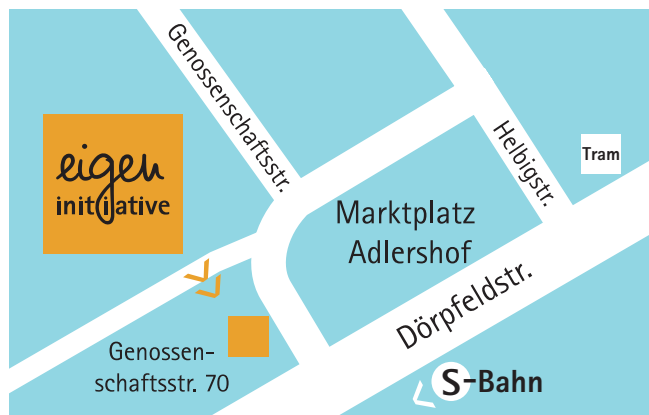 Genossenschaftsstr.
eigen
initiative
Helbigstr.
Tram
Marktplatz
Adlershof
Dörpfeldstr.
Genossen-
schaftsstr. 70
S-Bahn